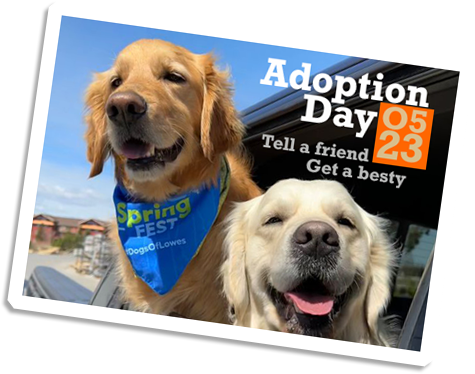 Adoption
Day 05
23
Tell a friend
Get a besty
Spring
FEST
#DogsOfLowes